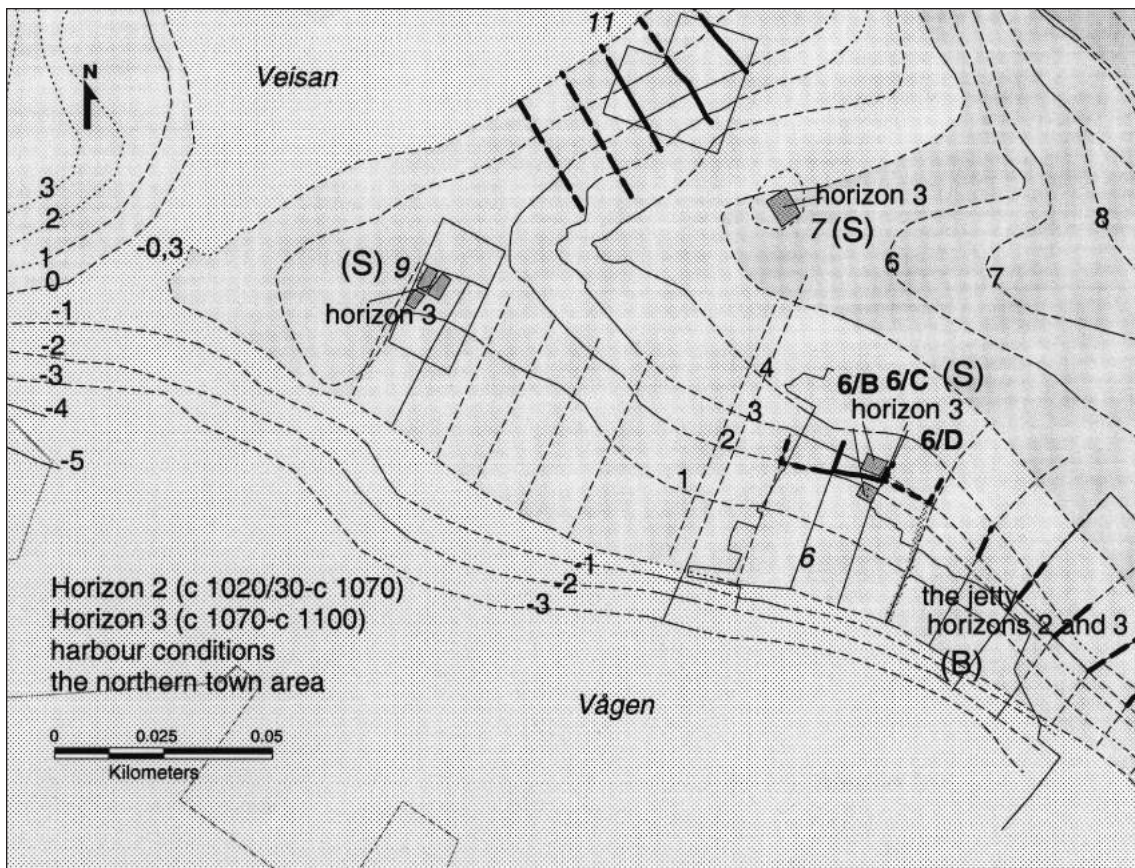 11
Veisan
N
3
2
1
0
-1
-2
-3
-4
-5
-0,3
(S) 9
horizon 3
horizon 3
7 (S)
6
7
8
4
3
2
1
6/B 6/C (S)
horizon 3
6/D
6
-1
-2
-3
the jetty
horizons 2 and 3
(B)
Horizon 2 (c 1020/30-c 1070)
Horizon 3 (c 1070-c 1100)
harbour conditions
the northern town area
Vågen
0 0.025 0.05
Kilometers